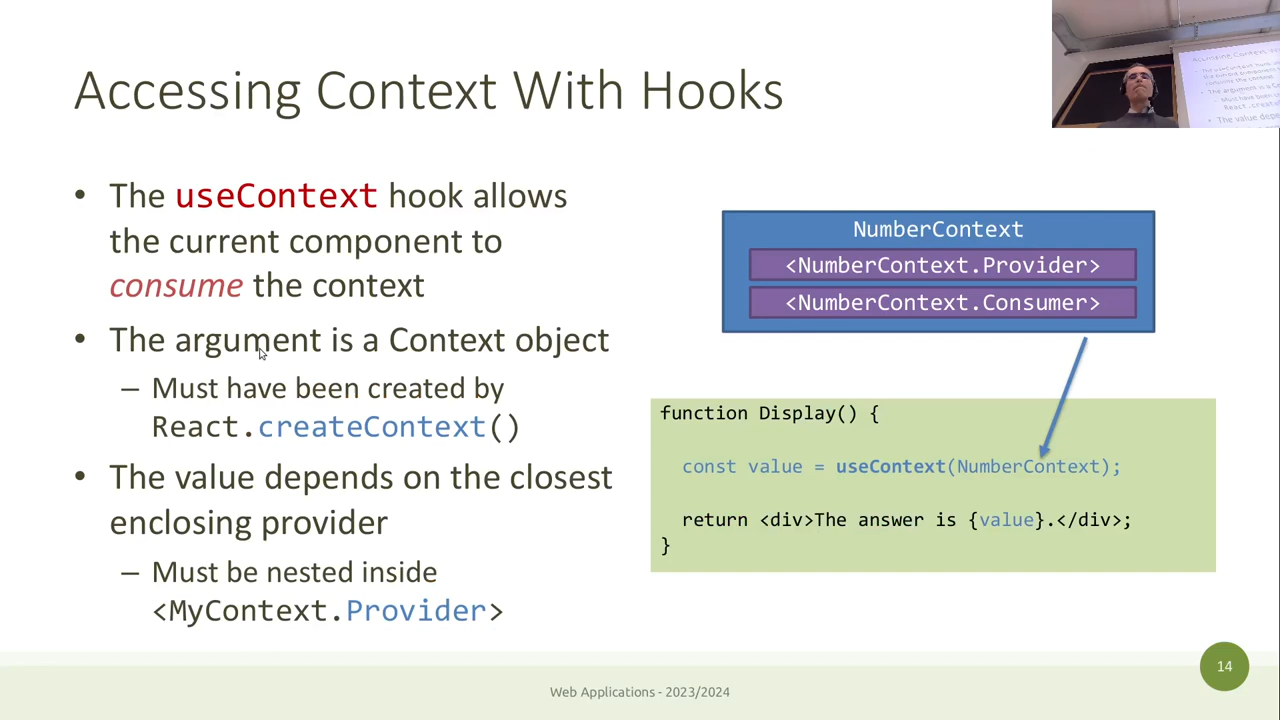 Accessing Context With Hooks
• The useContext hook allows
the current component to
consume the context
• The argument is a Context object
– Must have been created by
React.createContext()
• The value depends on the closest
enclosing provider
– Must be nested inside
<MyContext.Provider>
NumberContext
<NumberContext.Provider>
<NumberContext.Consumer>
function Display() {
const value = useContext(NumberContext);
return <div>The answer is {value}.</div>;
}
Web Applications - 2023/2024
14